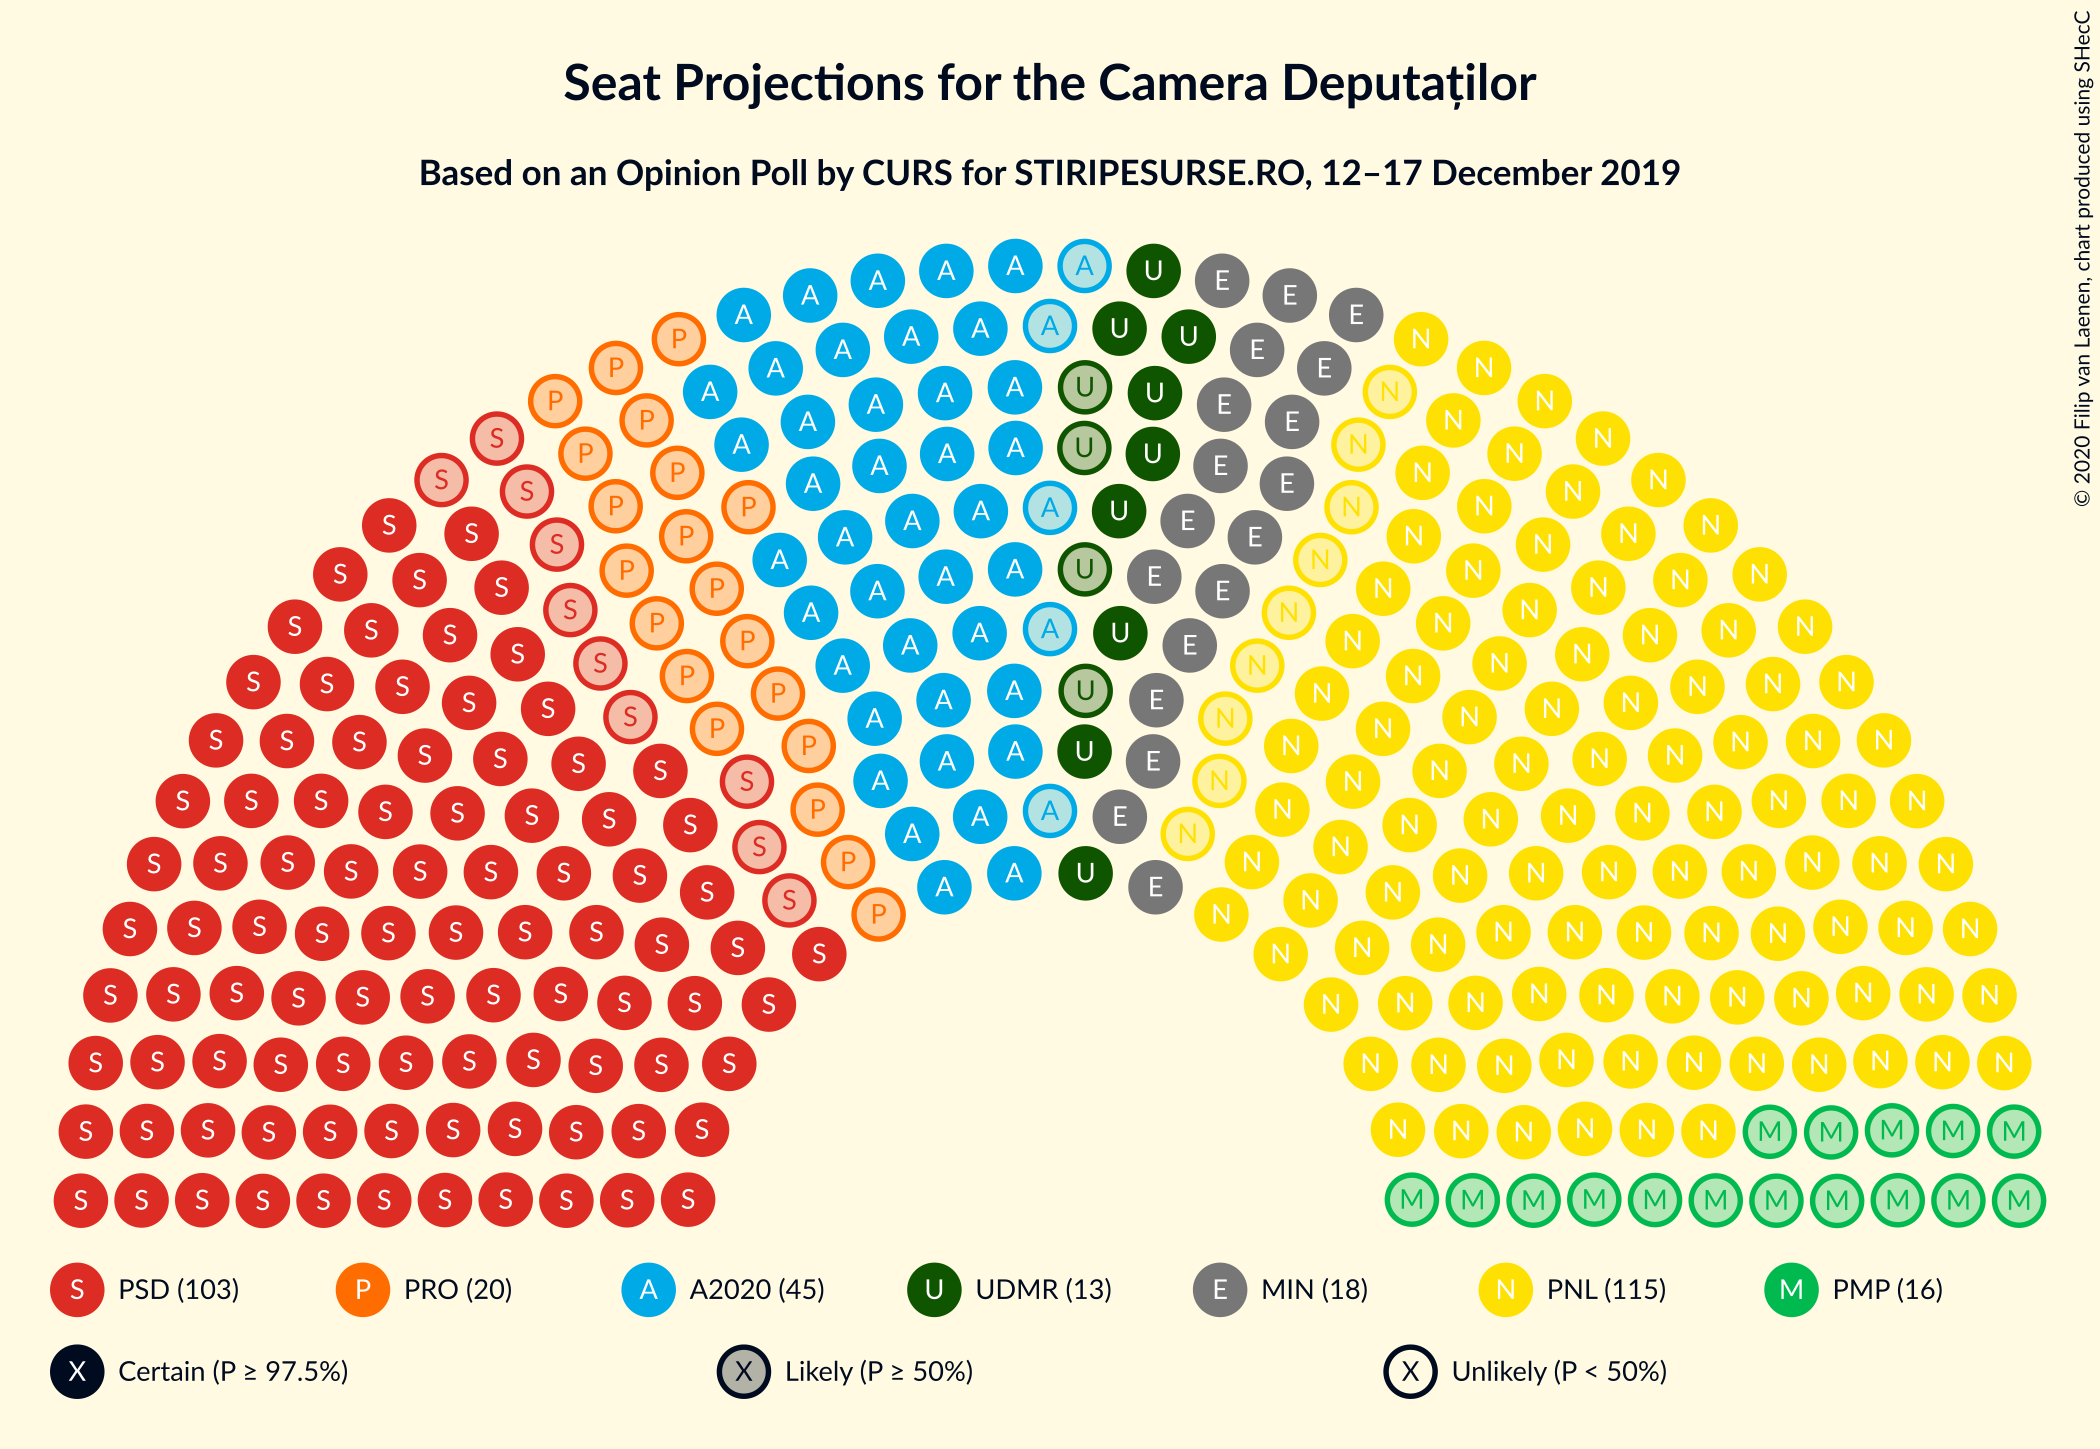 Seat Projections for the Camera Deputaților
Based on an Opinion Poll by CURS for STIRIPESURSE.RO, 12–17 December 2019
© 2020 Filip van Laenen, chart produced using SHecC
S PSD (103) P PRO (20) A A2020 (45) U UDMR (13) E MIN (18) N PNL (115) M PMP (16)
X Certain (P ≥ 97.5%) X Likely (P ≥ 50%) X Unlikely (P < 50%)